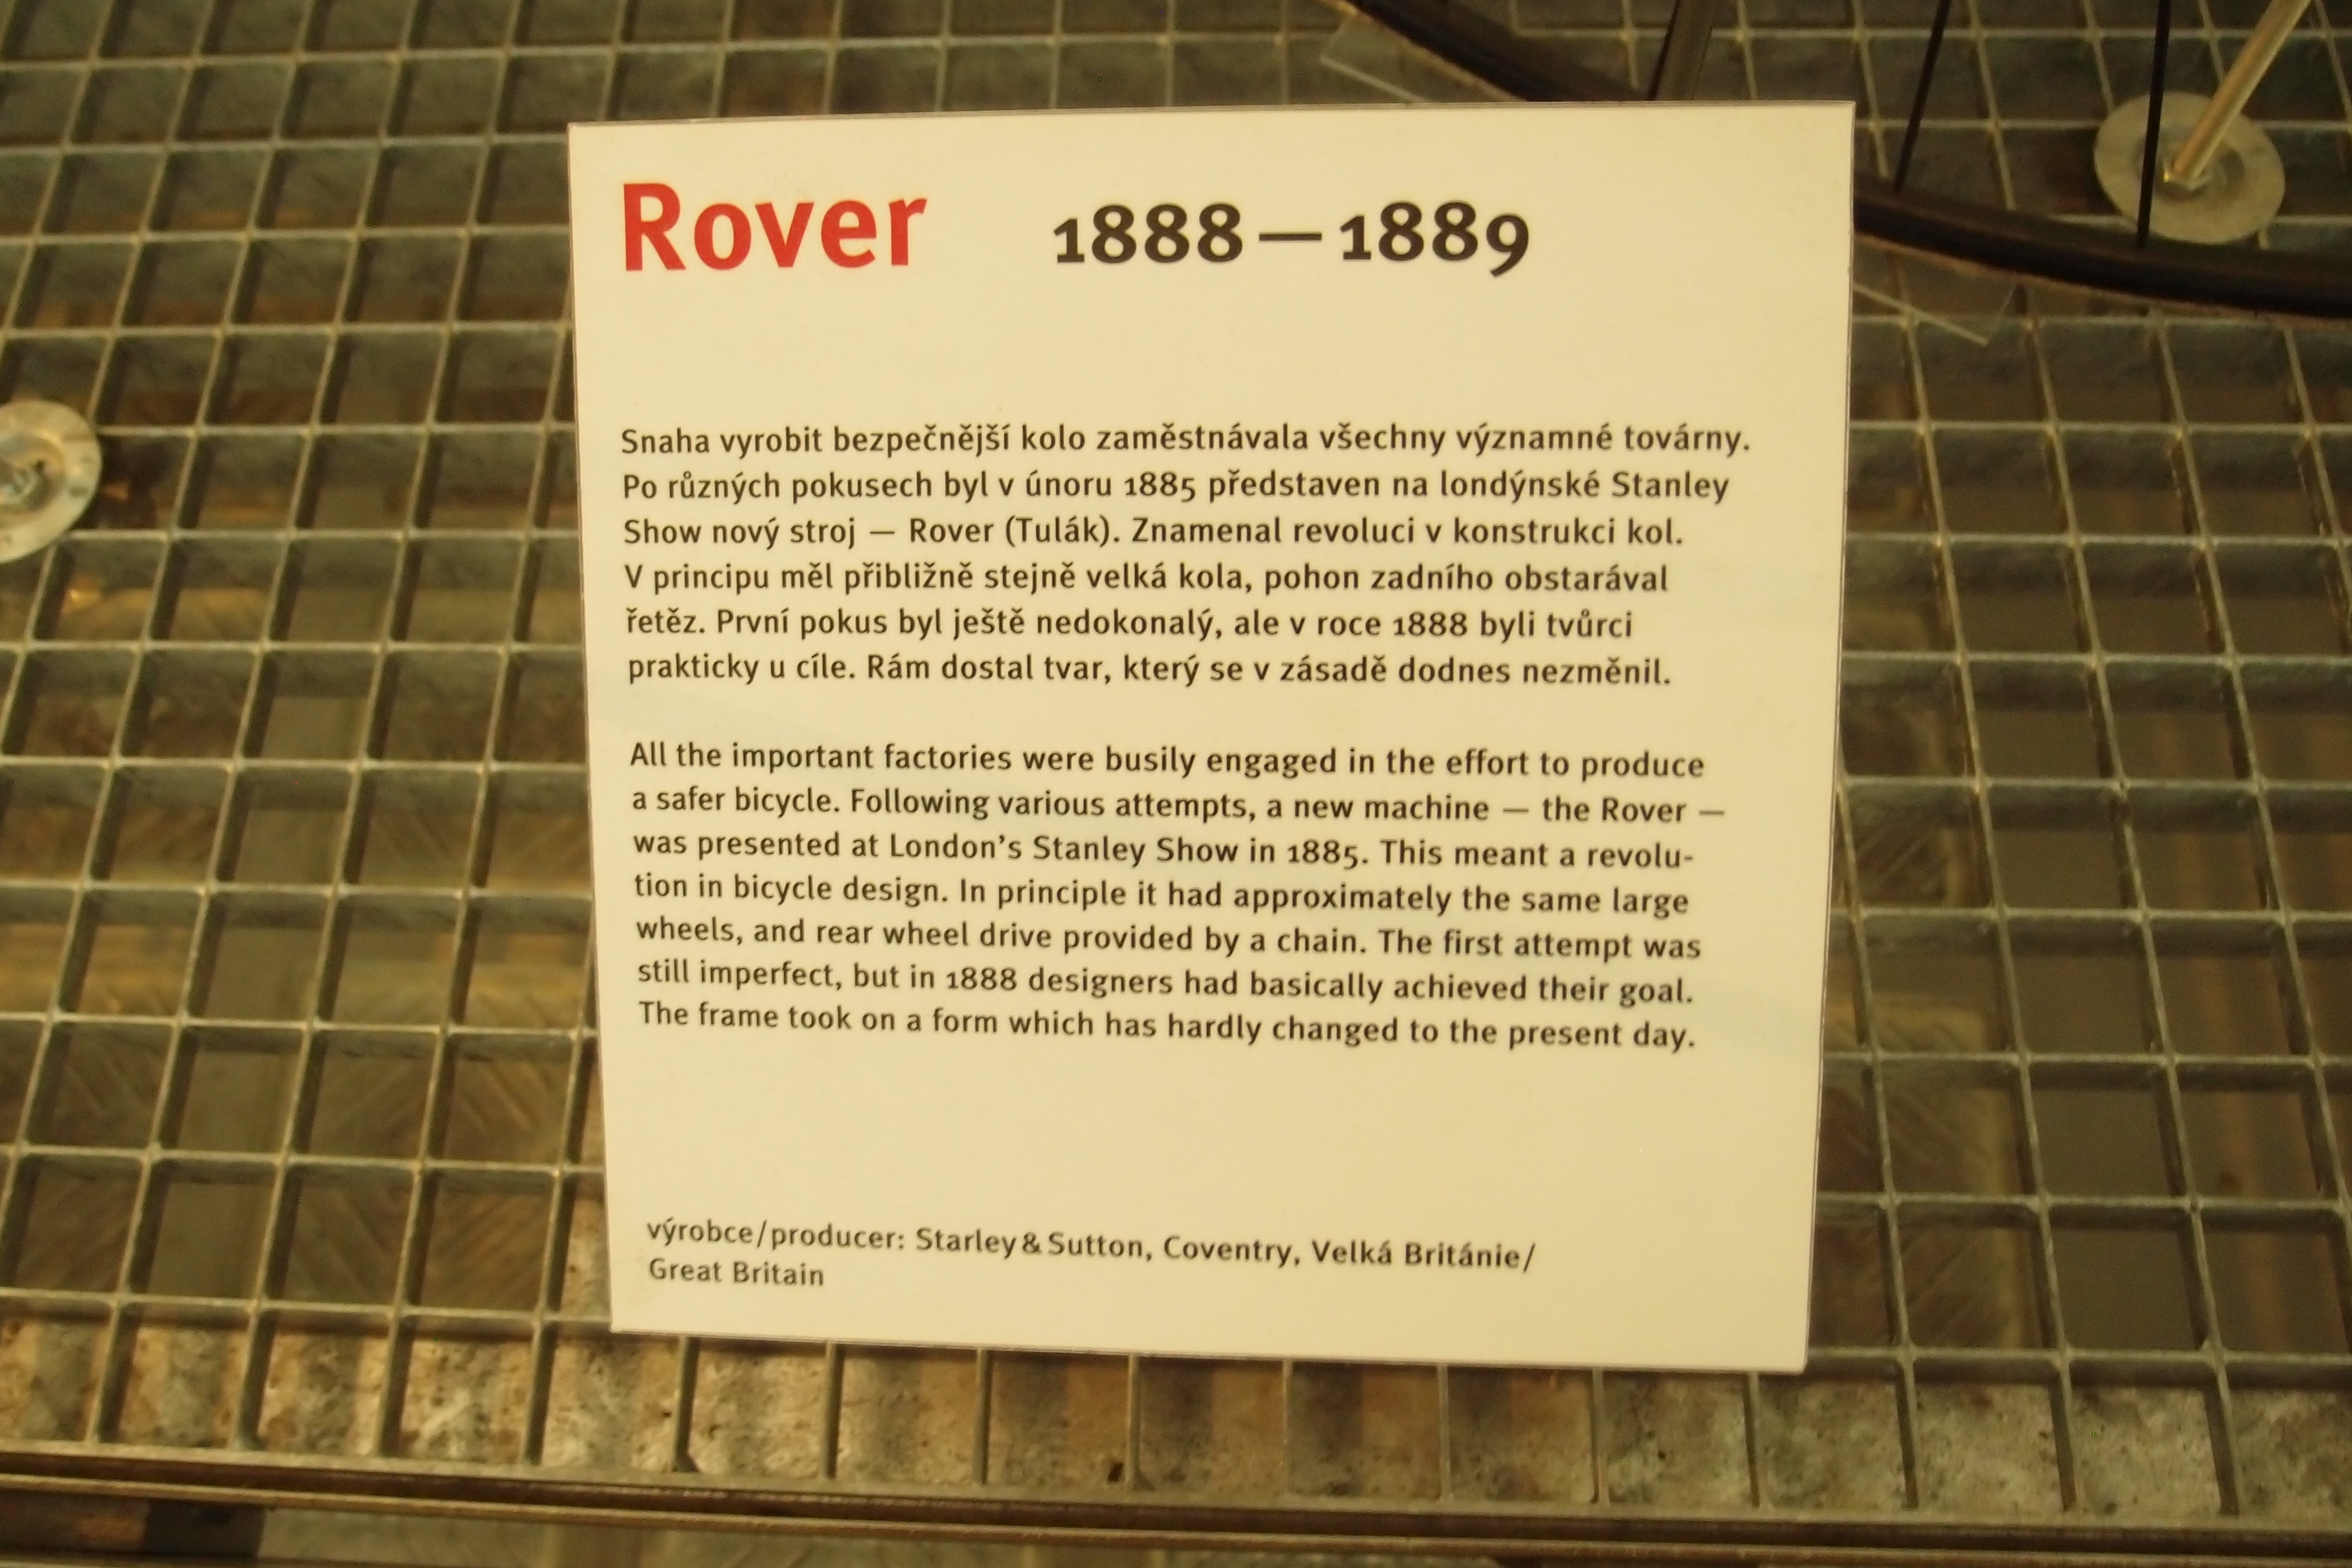 Rover 1888—1889
Snaha vyrobit bezpečnější kolo zaměstnávala všechny významné továrny.
Po různých pokusech byl v únoru 1885 představen na londýnské Stanley
Show nový stroj — Rover (Tulák). Znamenal revoluci v konstrukci kol.
V principu měl přibližně stejně velká kola, pohon zadního obstarával
řetěz. První pokus byl ještě nedokonalý, ale v roce 1888 byli tvůrci
prakticky u cíle. Rám dostal tvar, který se v zásadě dodnes nezměnil.
All the important factories were busily engaged in the effort to produce
a safer bicycle. Following various attempts, a new machine — the Rover —
was presented at London’s Stanley Show in 1885. This meant a revolu-
tion in bicycle design. In principle it had approximately the same large
wheels, and rear wheel drive provided by a chain. The first attempt was
still imperfect, but in 1888 designers had basically achieved their goal.
The frame took on a form which has hardly changed to the present day.
výrobce/producer: Starley & Sutton, Coventry, Velká Británie/
Great Britain